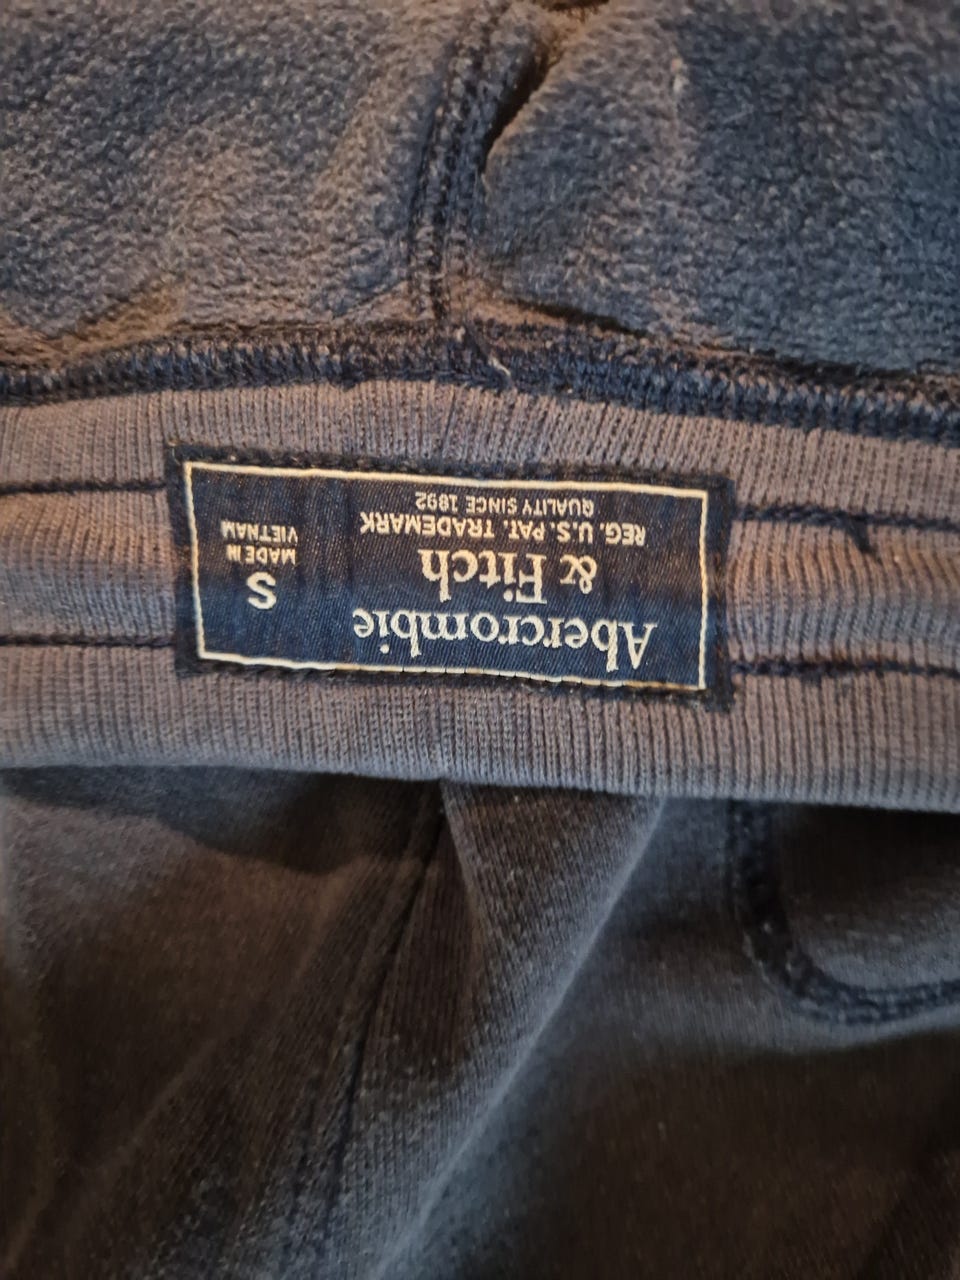 Abercrombie
& Fitch
REG. U.S. PAT. TRADEMARK
QUALITY SINCE 1892
S
MADE IN
VIETNAM